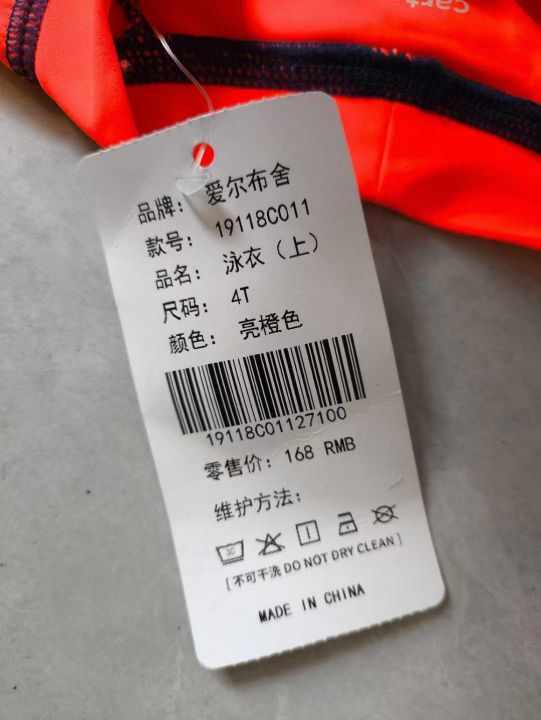 品牌: 爱尔布舍
款号: 19118C011
品名: 泳衣（上）
尺码: 4T
颜色: 亮橙色
19118C01127100
零售价: 168 RMB
维护方法:
[不可干洗 DO NOT DRY CLEAN]
MADE IN CHINA